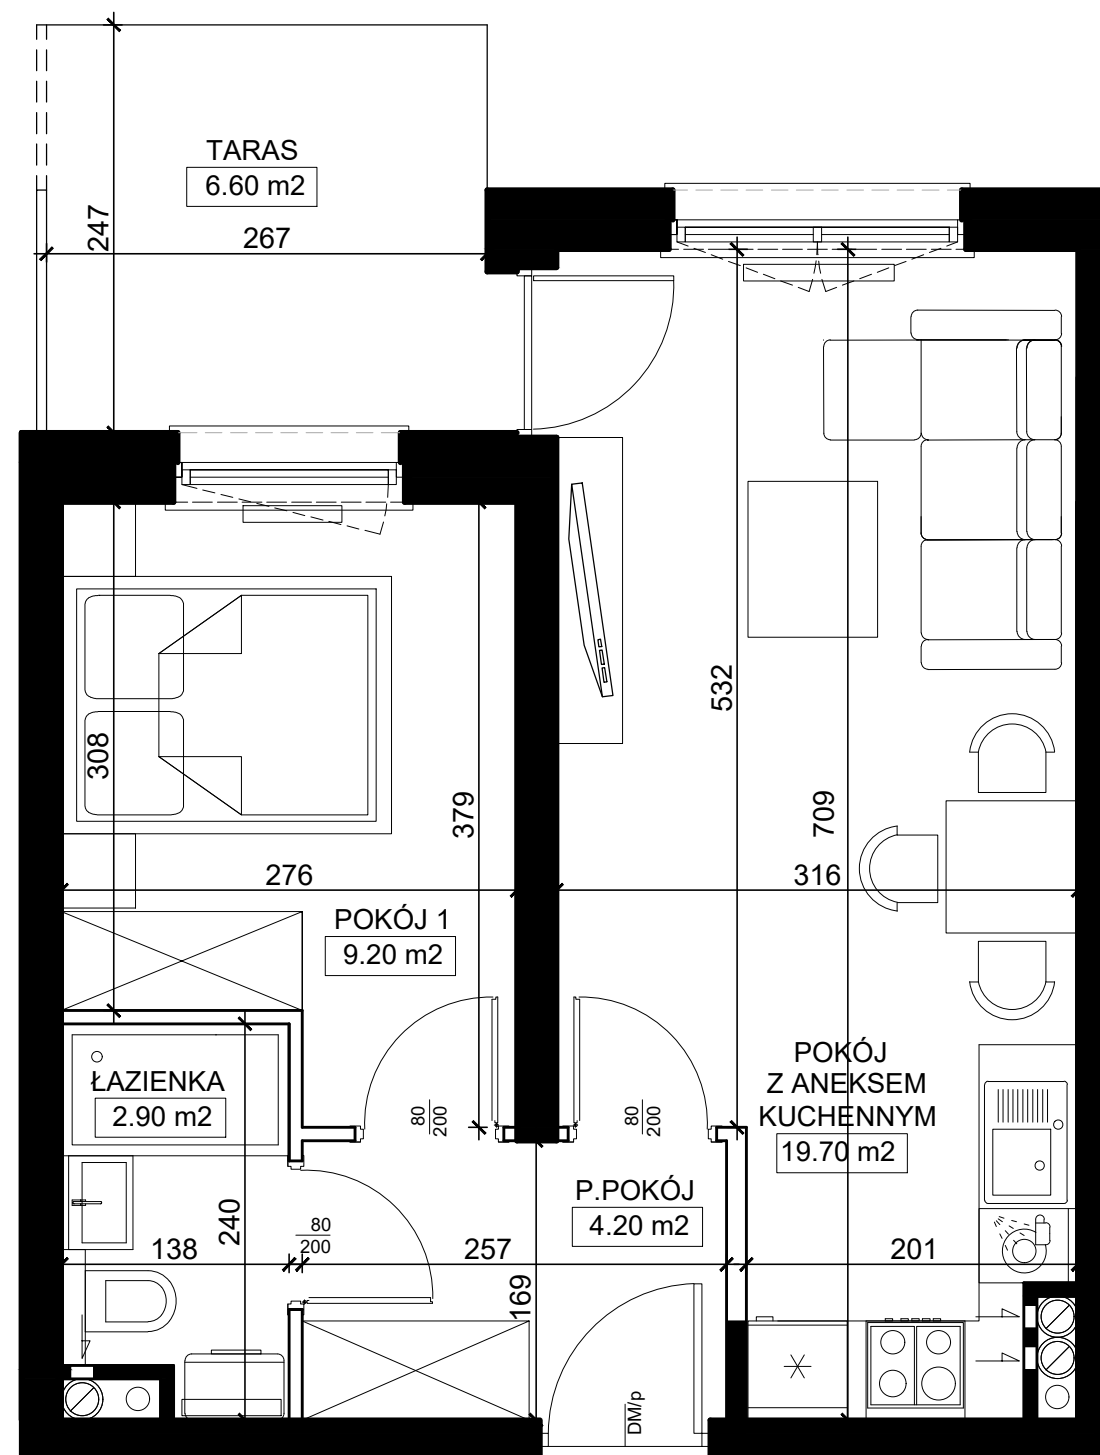 TARAS
6.60 m2
247
267
532
308
379
709
276
316
POKÓJ 1
9.20 m2
POKÓJ
Z ANEKSEM
KUCHENNYM
19.70 m2
ŁAZIENKA
2.90 m2
80
200
80
200
P.POKÓJ
4.20 m2
240
80
200
138
257
201
169
DM/p